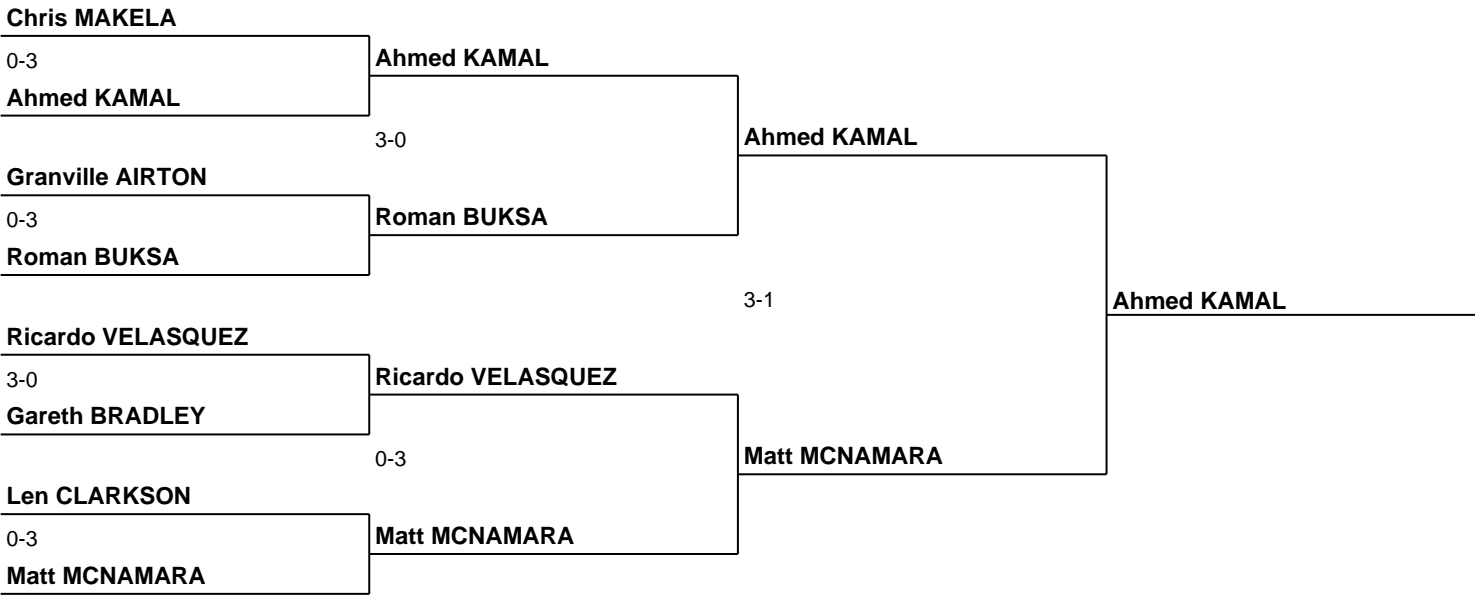 Chris MAKELA
0-3
Ahmed KAMAL
Granville AIRTON
0-3
Roman BUKSA
Ricardo VELASQUEZ
3-0
Gareth BRADLEY
Len CLARKSON
0-3
Matt MCNAMARA
Ahmed KAMAL
3-0
Roman BUKSA
Ricardo VELASQUEZ
0-3
Matt MCNAMARA
Ahmed KAMAL
3-1
Matt MCNAMARA
Ahmed KAMAL